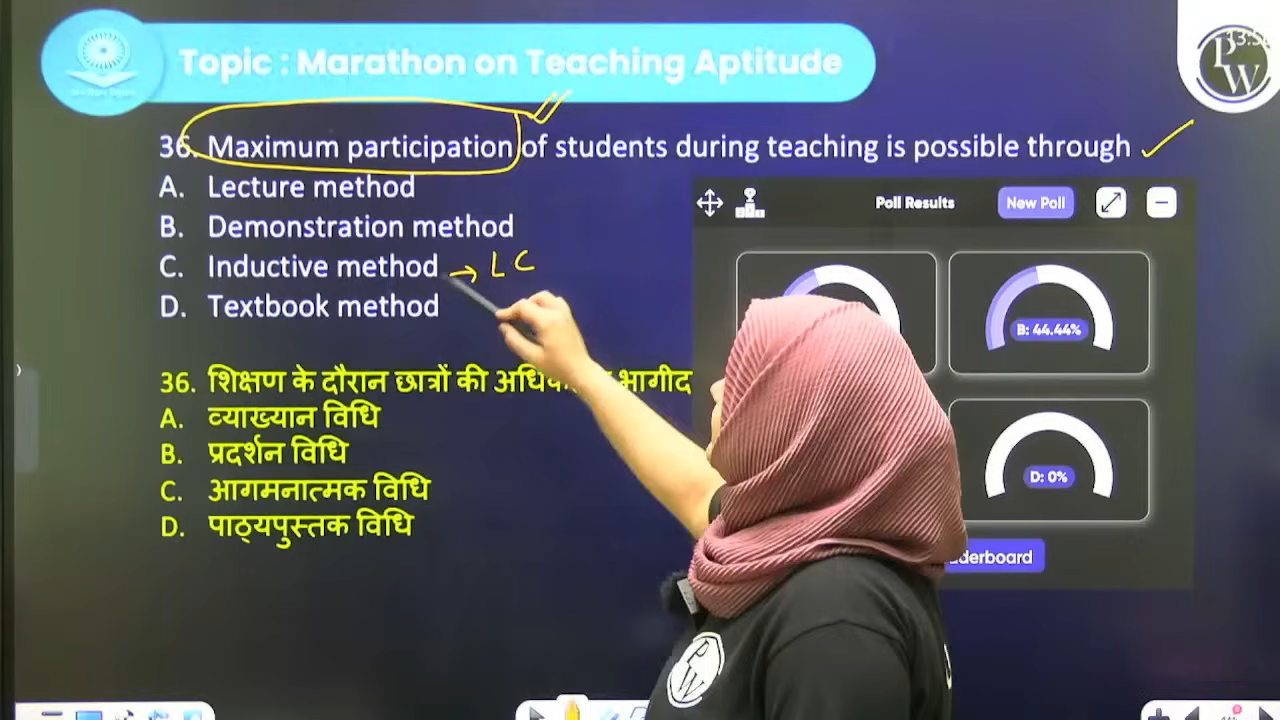 Topic : Marathon on Teaching Aptitude
PW
36. Maximum participation of students during teaching is possible through
A. Lecture method
B. Demonstration method
C. Inductive method → LC
D. Textbook method
Poll Results
New Poll
B: 44.44%
D: 0%
36. शिक्षण के दौरान छात्रों की
A. व्याख्यान विधि
B. प्रदर्शन विधि
C. आगमनात्मक विधि
D. पाठ्यपुस्तक विधि
PW